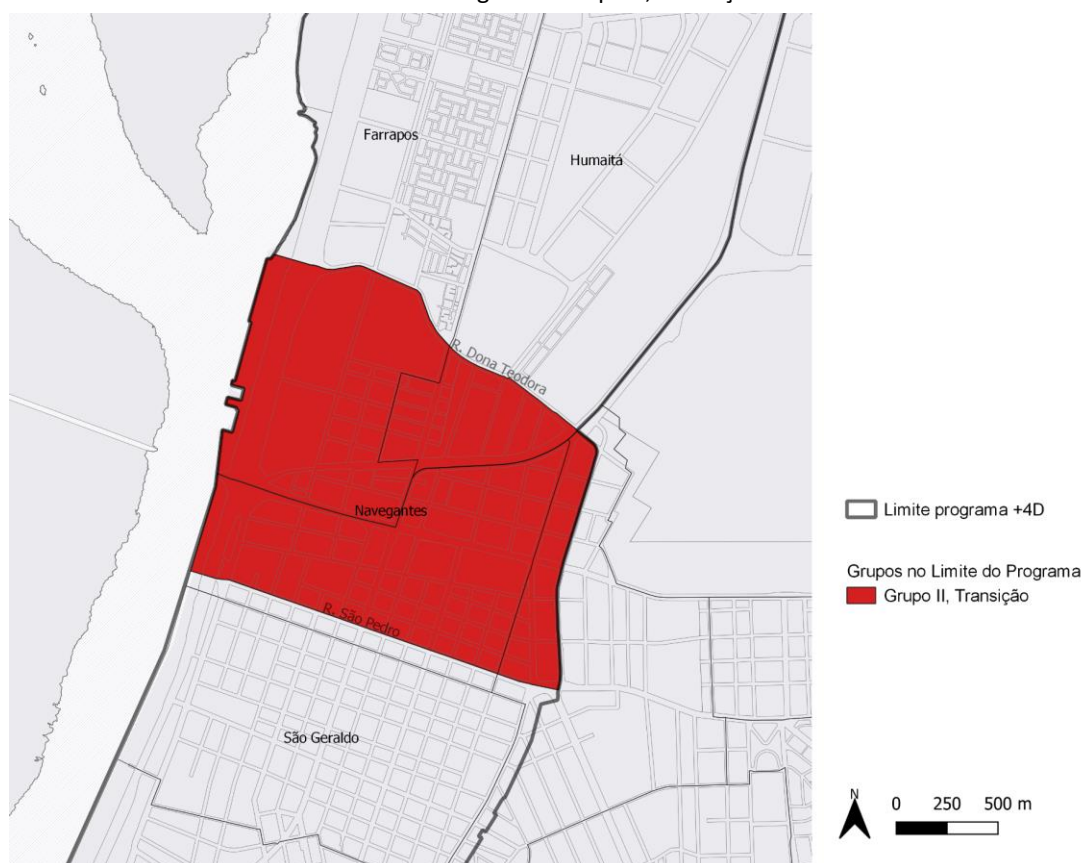 Farrapos
Humaitá
R. Dona Teodora
Navegantes
R. São Pedro
São Geraldo
Limite programa +4D
Grupos no Limite do Programa
Grupo II, Transição
N
0 250 500 m